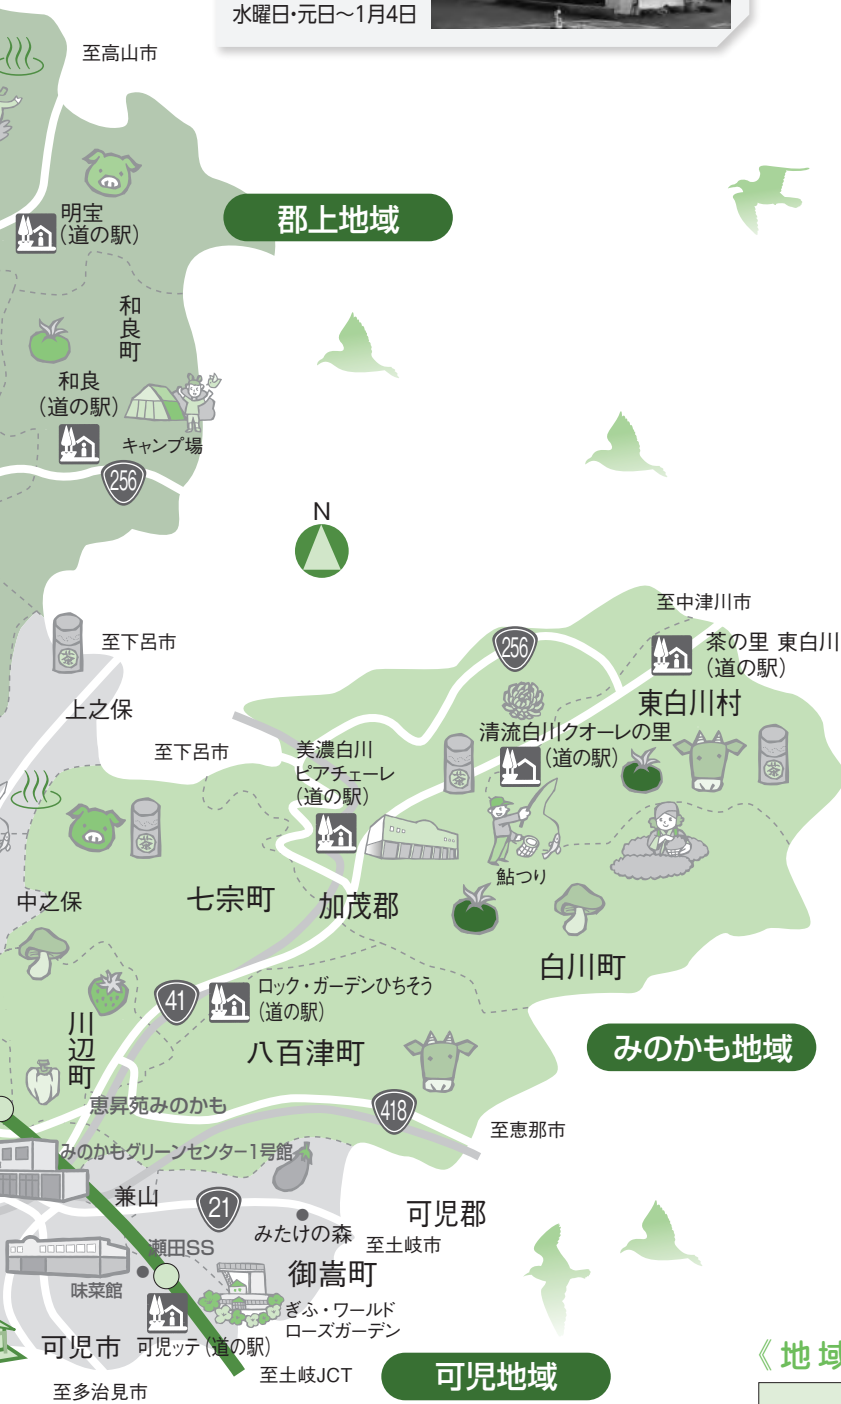 水曜日・元日〜1月4日
至高山市
明宝
(道の駅)
郡上地域
和良町
和良
(道の駅)
キャンプ場
256
N
至中津川市
茶の里 東白川
(道の駅)
茶
至下呂市
256
東白川村
上之保
清流白川クオーレの里
(道の駅)
至下呂市
美濃白川
ピアチェーレ
(道の駅)
茶
茶
茶
鮎つり
中之保
七宗町
加茂郡
白川町
41
ロック・ガーデンひちそう
(道の駅)
川辺町
八百津町
みのかも地域
恵昇苑みのかも
418
至恵那市
みのかもグリーンセンター1号館
兼山
21
可児郡
みたけの森
至土岐市
瀬田SS
御嵩町
味菜館
ぎふ・ワールド
ローズガーデン
可児市
可児ッテ(道の駅)
至土岐JCT
可児地域
至多治見市
《地域